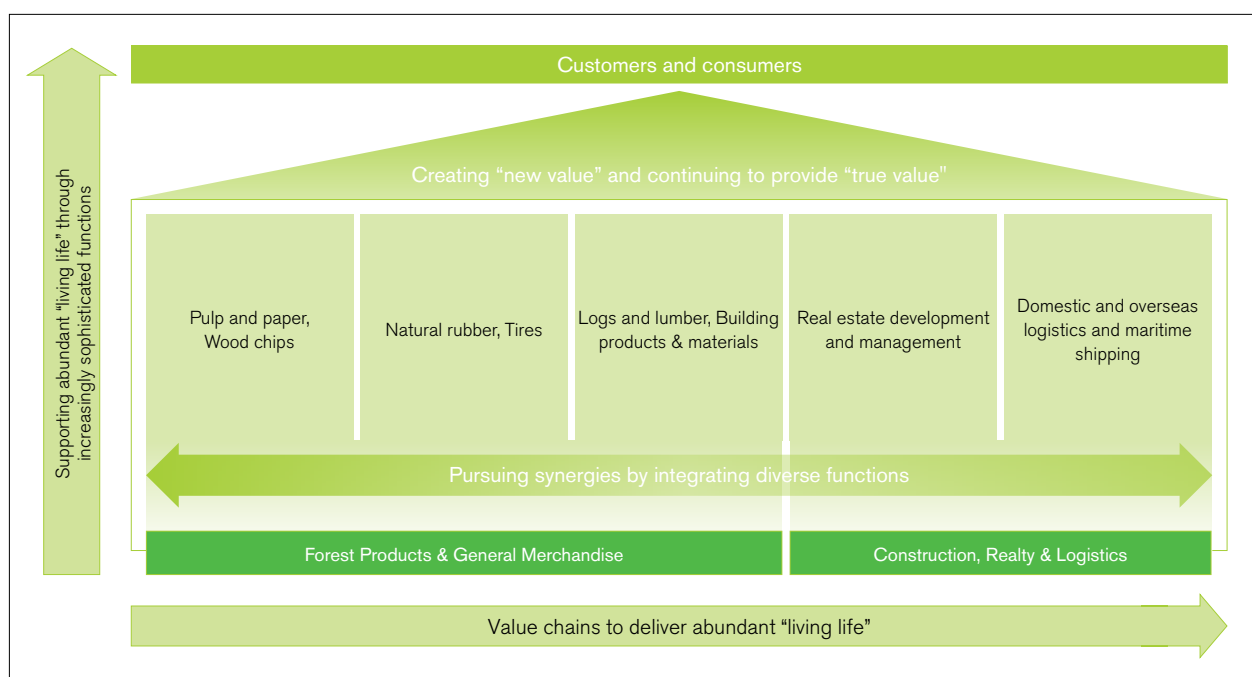 Customers and consumers
Creating “new value” and continuing to provide “true value”
Supporting abundant “living life” through
increasingly sophisticated functions
Pulp and paper,
Wood chips
Natural rubber, Tires
Logs and lumber, Building
products & materials
Real estate development
and management
Domestic and overseas
logistics and maritime
shipping
Pursuing synergies by integrating diverse functions
Forest Products & General Merchandise
Construction, Realty & Logistics
Value chains to deliver abundant “living life”